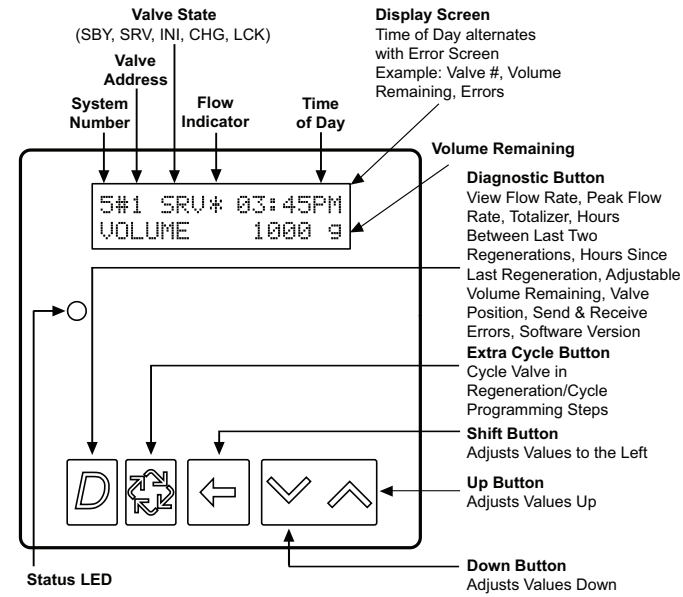 Valve State
(SBY, SRV, INI, CHG, LCK)
Valve
Address
System
Number
Flow
Indicator
Time
of Day
Display Screen
Time of Day alternates
with Error Screen
Example: Valve #, Volume
Remaining, Errors
Volume Remaining
5#1 SRV* 03:45PM
VOLUME 1000 g
Diagnostic Button
View Flow Rate, Peak Flow
Rate, Totalizer, Hours
Between Last Two
Regenerations, Hours Since
Last Regeneration, Adjustable
Volume Remaining, Valve
Position, Send & Receive
Errors, Software Version
Extra Cycle Button
Cycle Valve in
Regeneration/Cycle
Programming Steps
Shift Button
Adjusts Values to the Left
D
Up Button
Adjusts Values Up
Down Button
Adjusts Values Down
Status LED